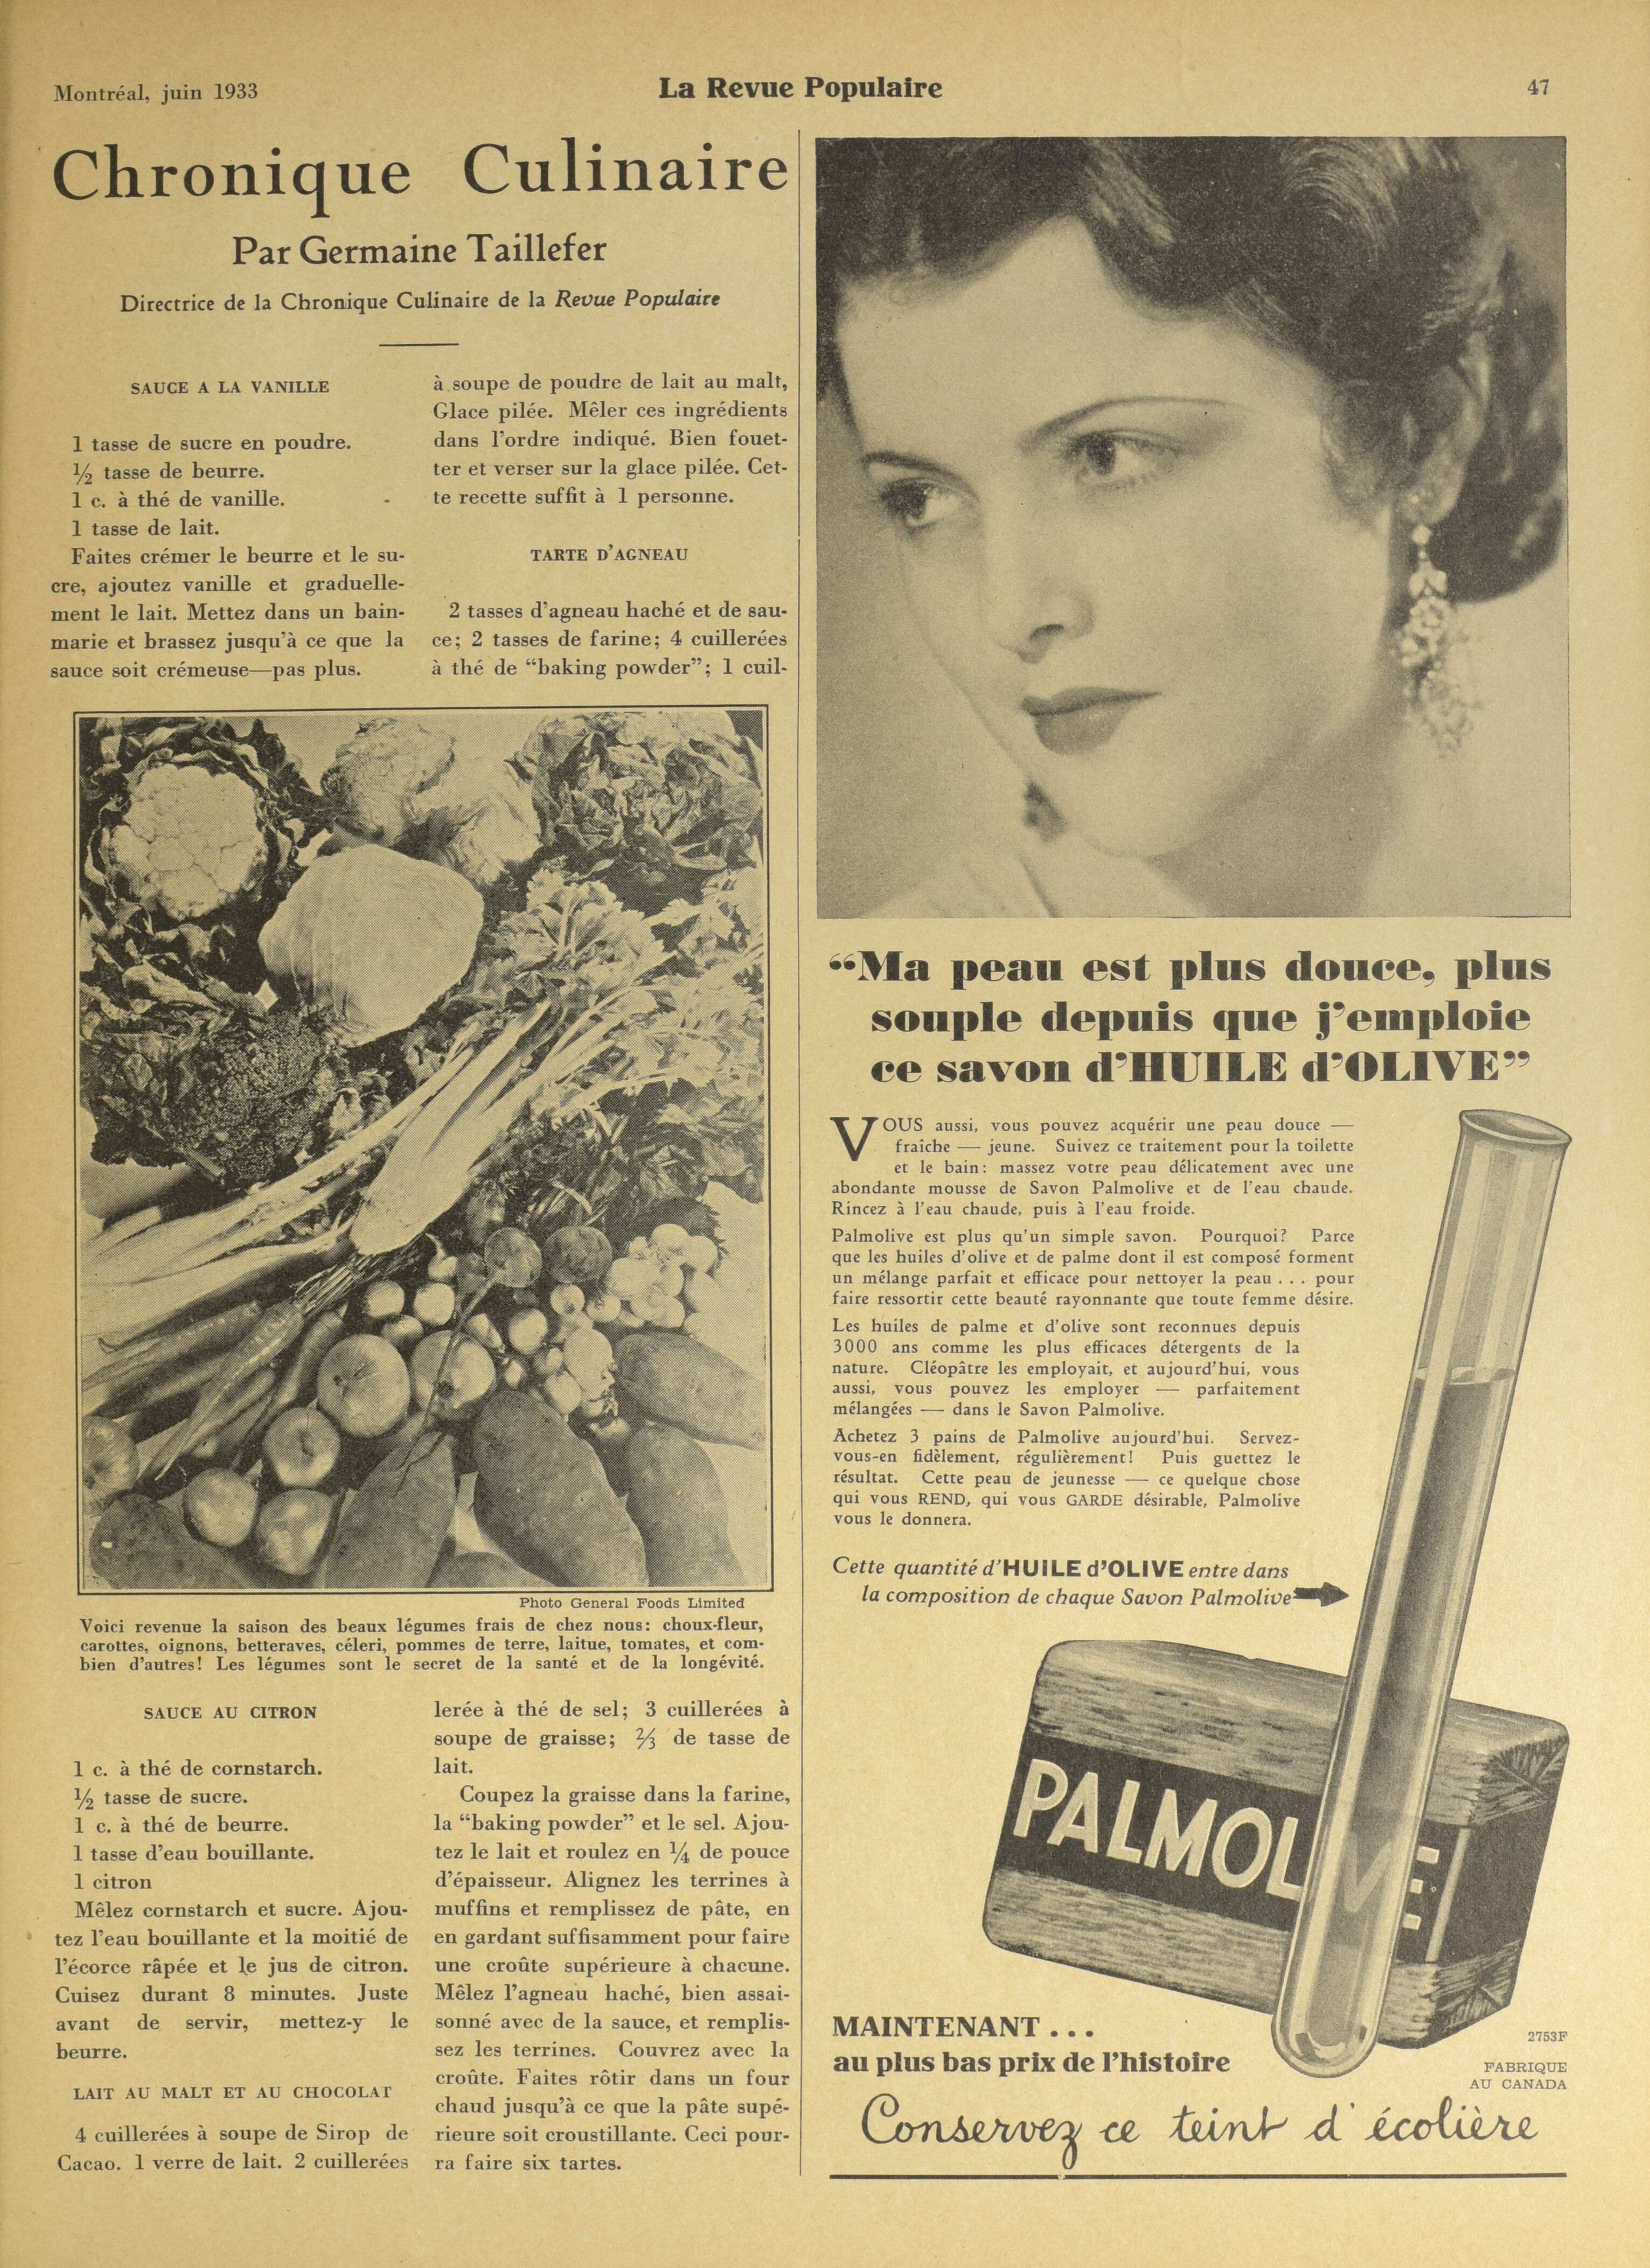 Montréal, juin 1933
La Revue Populaire
47
Chronique Culinaire
Par Germaine Taillefer
Directrice de la Chronique Culinaire de la Revue Populaire
SAUCE A LA VANILLE
1 tasse de sucre en poudre.
½ tasse de beurre.
1 c. à thé de vanille.
1 tasse de lait.
Faites crémer le beurre et le su-
cre, ajoutez vanille et graduelle-
ment le lait. Mettez dans un bain-
marie et brassez jusqu'à ce que la
sauce soit crémeuse—pas plus.
Photo General Foods Limited
Voici revenue la saison des beaux légumes frais de chez nous: choux-fleur,
carottes, oignons, betteraves, céleri, pommes de terre, laitue, tomates, et com-
bien d'autres! Les légumes sont le secret de la santé et de la longévité.
SAUCE AU CITRON
1 c. à thé de cornstarch.
½ tasse de sucre.
1 c. à thé de beurre.
1 tasse d'eau bouillante.
1 citron
Mêlez cornstarch et sucre. Ajou-
tez l'eau bouillante et la moitié de
l'écorce râpée et le jus de citron.
Cuisez durant 8 minutes. Juste
avant de servir, mettez-y le
beurre.
LAIT AU MALT ET AU CHOCOLAT
4 cuillerées à soupe de Sirop de
Cacao. 1 verre de lait. 2 cuillerées
à soupe de poudre de lait au malt,
Glace pilée. Mêler ces ingrédients
dans l'ordre indiqué. Bien fouet-
ter et verser sur la glace pilée. Cet-
te recette suffit à 1 personne.
TARTE D'AGNEAU
2 tasses d'agneau haché et de sau-
ce; 2 tasses de farine; 4 cuillerées
à thé de "baking powder"; 1 cuil-
lerée à thé de sel; 3 cuillerées à
soupe de graisse; ⅔ de tasse de
lait.
Coupez la graisse dans la farine,
la "baking powder" et le sel. Ajou-
tez le lait et roulez en ¼ de pouce
d'épaisseur. Alignez les terrines à
muffins et remplissez de pâte, en
en gardant suffisamment pour faire
une croûte supérieure à chacune.
Mêlez l'agneau haché, bien assai-
sonné avec de la sauce, et remplis-
sez les terrines. Couvrez avec la
croûte. Faites rôtir dans un four
chaud jusqu'à ce que la pâte supé-
rieure soit croustillante. Ceci pour-
ra faire six tartes.
"Ma peau est plus douce, plus
souple depuis que j'emploie
ce savon d'HUILE d'OLIVE"
VOUS aussi, vous pouvez acquérir une peau douce —
fraîche — jeune. Suivez ce traitement pour la toilette
et le bain: massez votre peau délicatement avec une
abondante mousse de Savon Palmolive et de l'eau chaude.
Rincez à l'eau chaude, puis à l'eau froide.
Palmolive est plus qu'un simple savon. Pourquoi? Parce
que les huiles d'olive et de palme dont il est composé forment
un mélange parfait et efficace pour nettoyer la peau . . . pour
faire ressortir cette beauté rayonnante que toute femme désire.
Les huiles de palme et d'olive sont reconnues depuis
3000 ans comme les plus efficaces détergents de la
nature. Cléopâtre les employait, et aujourd'hui, vous
aussi, vous pouvez les employer — parfaitement
mélangées — dans le Savon Palmolive.
Achetez 3 pains de Palmolive aujourd'hui. Servez-
vous-en fidèlement, régulièrement! Puis guettez le
résultat. Cette peau de jeunesse — ce quelque chose
qui vous REND, qui vous GARDE désirable, Palmolive
vous le donnera.
Cette quantité d'HUILE d'OLIVE entre dans
la composition de chaque Savon Palmolive
PALMOLIVE
MAINTENANT . . .
au plus bas prix de l'histoire
2753F
FABRIQUE
AU CANADA
Conservez ce teint d'écolière